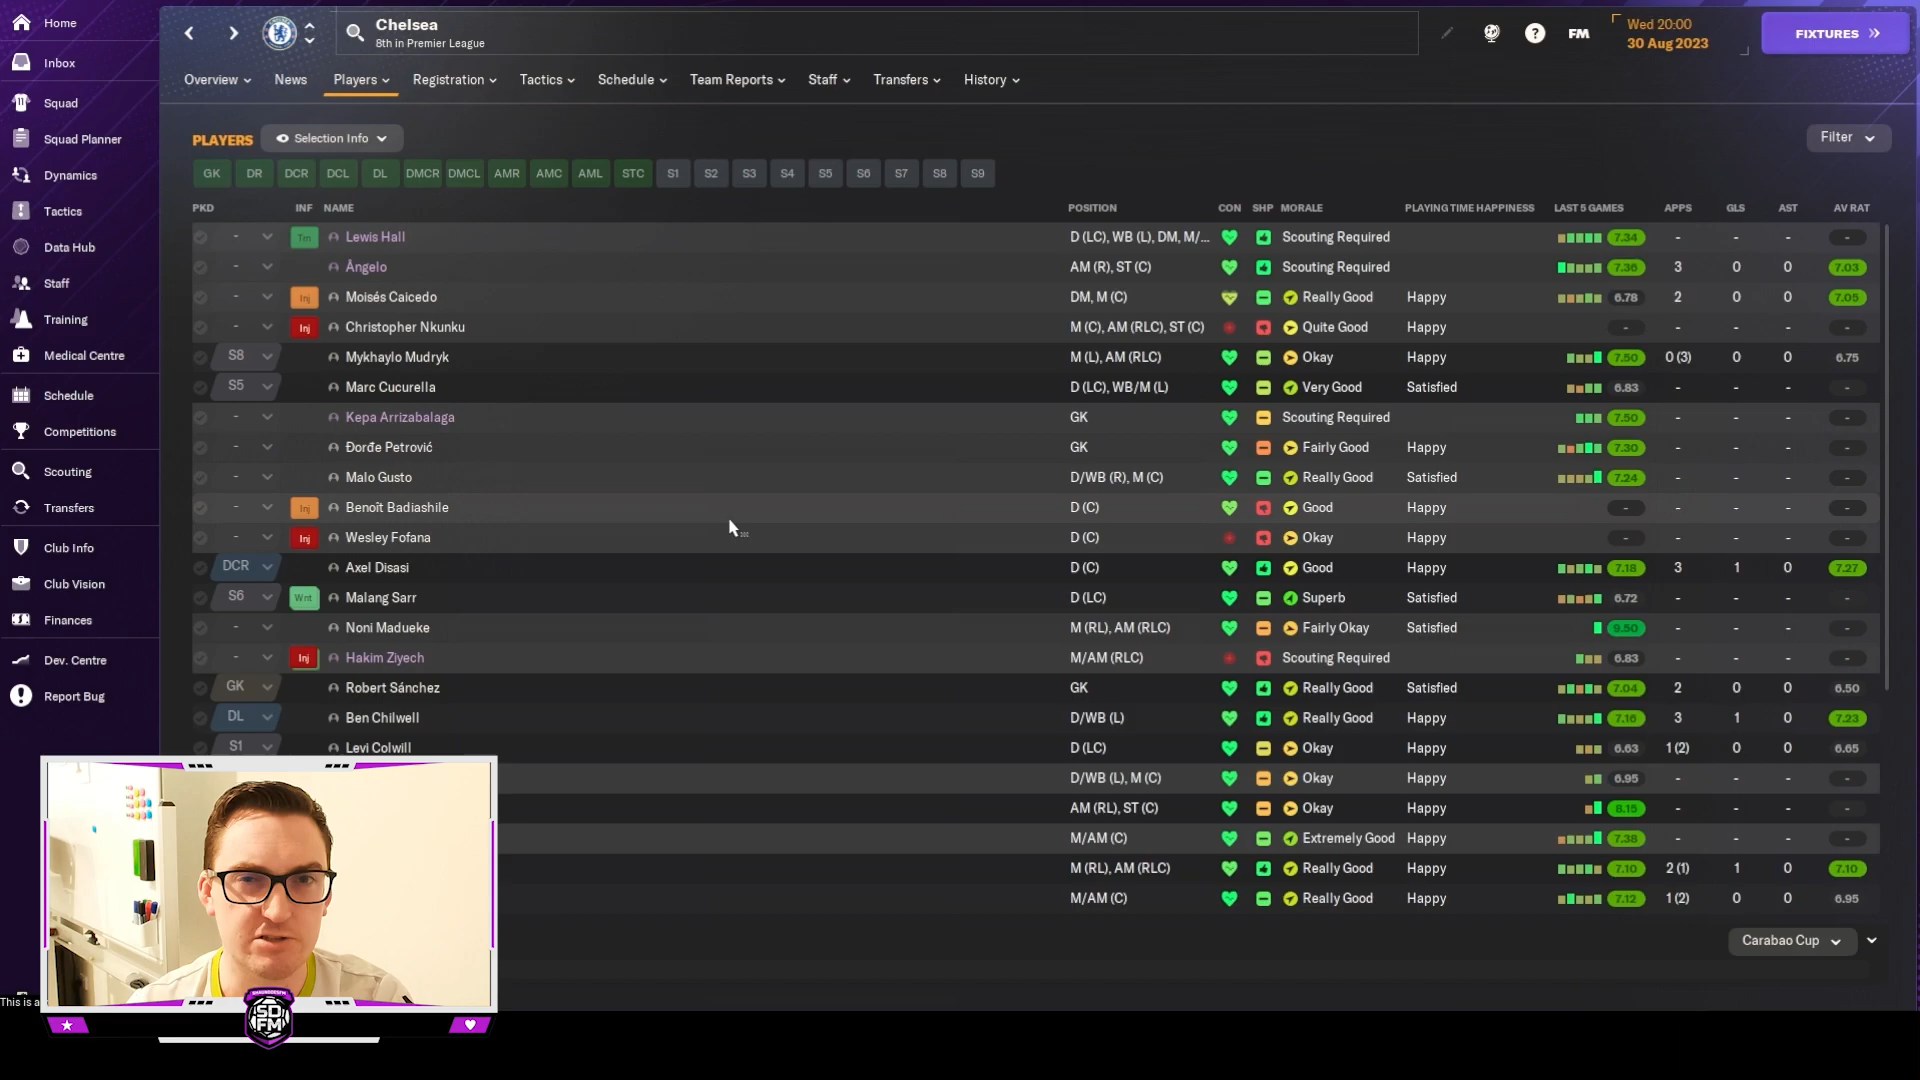 Home
Inbox
Squad
Squad Planner
Dynamics
Tactics
Data Hub
Staff
Training
Medical Centre
Schedule
Competitions
Scouting
Transfers
Club Info
Club Vision
Finances
Dev. Centre
Report Bug
Chelsea
8th in Premier League
FM
Wed 20:00
30 Aug 2023
FIXTURES
Overview News Players Registration Tactics Schedule Team Reports Staff Transfers History
PLAYERS Selection Info Filter
GK DR DCR DCL DL DMCR DMCL AMR AMC AML STC S1 S2 S3 S4 S5 S6 S7 S8 S9
PKD INF NAME POSITION CON SHP MORALE PLAYING TIME HAPPINESS LAST 5 GAMES APPS GLS AST AV RAT
- Trn Lewis Hall D (LC), WB (L), DM, M/... Scouting Required 7.34 - - - -
- Ângelo AM (R), ST (C) Scouting Required 7.36 3 0 0 7.03
- Inj Moisés Caicedo DM, M (C) Really Good Happy 6.78 2 0 0 7.05
- Inj Christopher Nkunku M (C), AM (RLC), ST (C) Quite Good Happy - - - - -
S8 Mykhaylo Mudryk M (L), AM (RLC) Okay Happy 7.50 0 (3) 0 0 6.75
S5 Marc Cucurella D (LC), WB/M (L) Very Good Satisfied 6.83 - - - -
- Kepa Arrizabalaga GK Scouting Required 7.50 - - - -
- Đorđe Petrović GK Fairly Good Happy 7.30 - - - -
- Malo Gusto D/WB (R), M (C) Really Good Satisfied 7.24 - - - -
- Inj Benoît Badiashile D (C) Good Happy - - - - -
- Inj Wesley Fofana D (C) Okay Happy - - - - -
DCR Axel Disasi D (C) Good Happy 7.18 3 1 0 7.27
S6 Wnt Malang Sarr D (LC) Superb Satisfied 6.72 - - - -
- Noni Madueke M (RL), AM (RLC) Fairly Okay Satisfied 9.50 - - - -
- Inj Hakim Ziyech M/AM (RLC) Scouting Required 6.83 - - - -
GK Robert Sánchez GK Really Good Satisfied 7.04 2 0 0 6.50
DL Ben Chilwell D/WB (L) Really Good Happy 7.16 3 1 0 7.23
S1 Levi Colwill D (LC) Okay Happy 6.63 1 (2) 0 0 6.65
D/WB (L), M (C) Okay Happy 6.95 - - - -
AM (RL), ST (C) Okay Happy 8.15 - - - -
M/AM (C) Extremely Good Happy 7.38 - - - -
M (RL), AM (RLC) Really Good Happy 7.10 2 (1) 1 0 7.10
M/AM (C) Really Good Happy 7.12 1 (2) 0 0 6.95
Carabao Cup
This is a
SD
FM